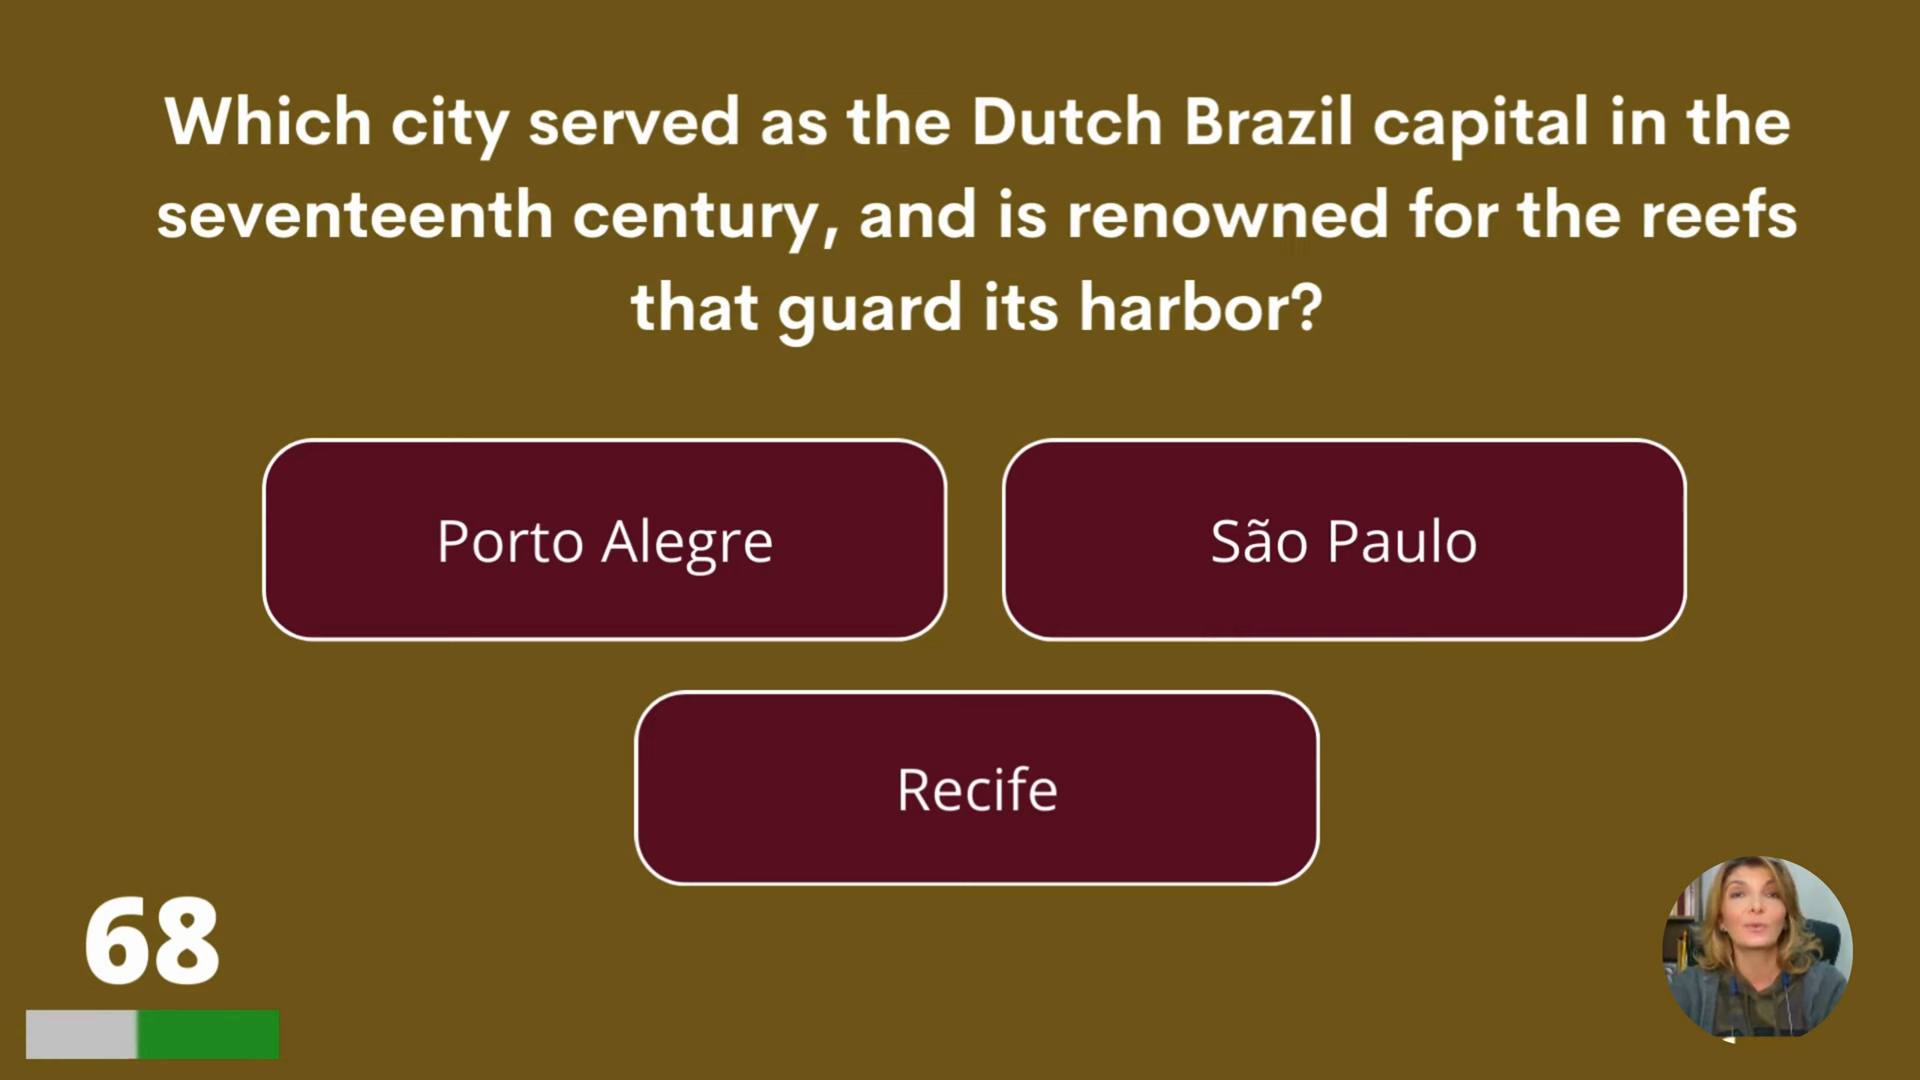 Which city served as the Dutch Brazil capital in the
seventeenth century, and is renowned for the reefs
that guard its harbor?
Porto Alegre
São Paulo
Recife
68